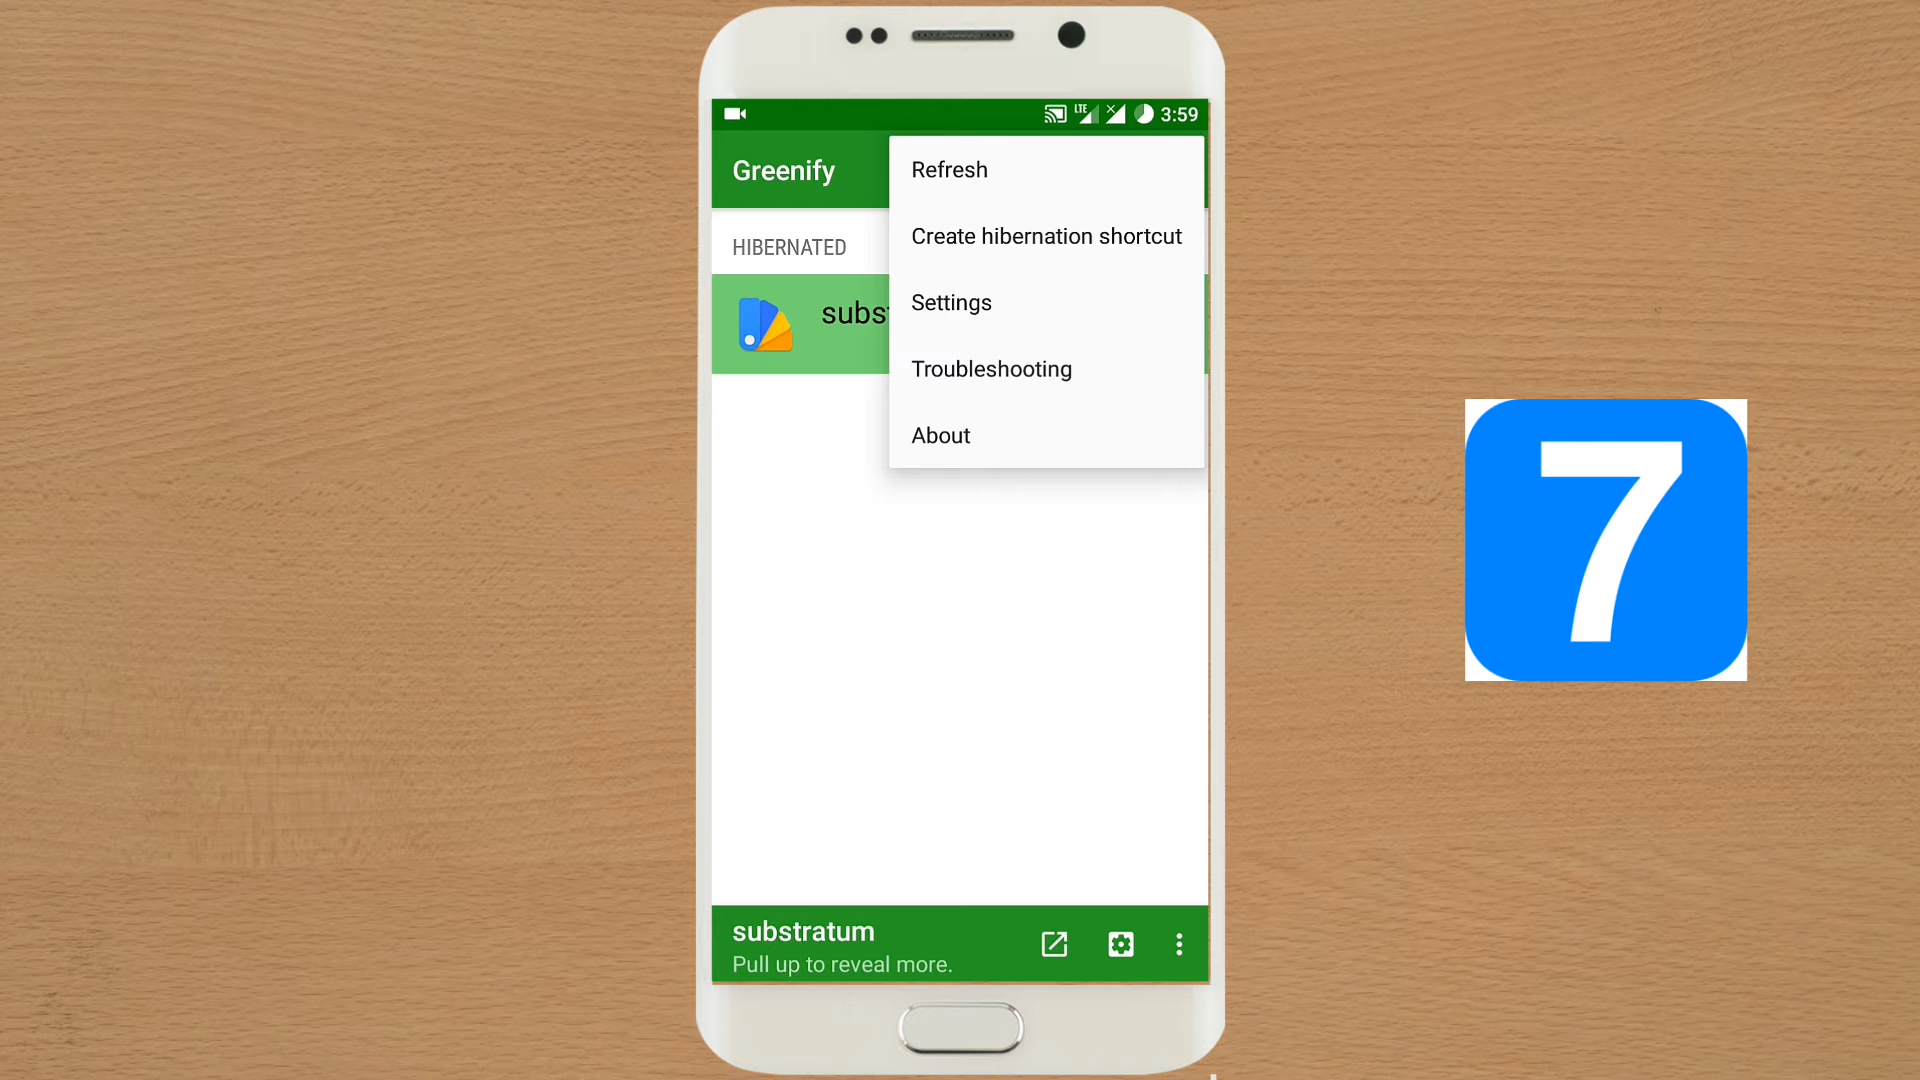 LTE 3:59
Greenify
Refresh
Create hibernation shortcut
HIBERNATED
Settings
subs
Troubleshooting
About
7
substratum
Pull up to reveal more.